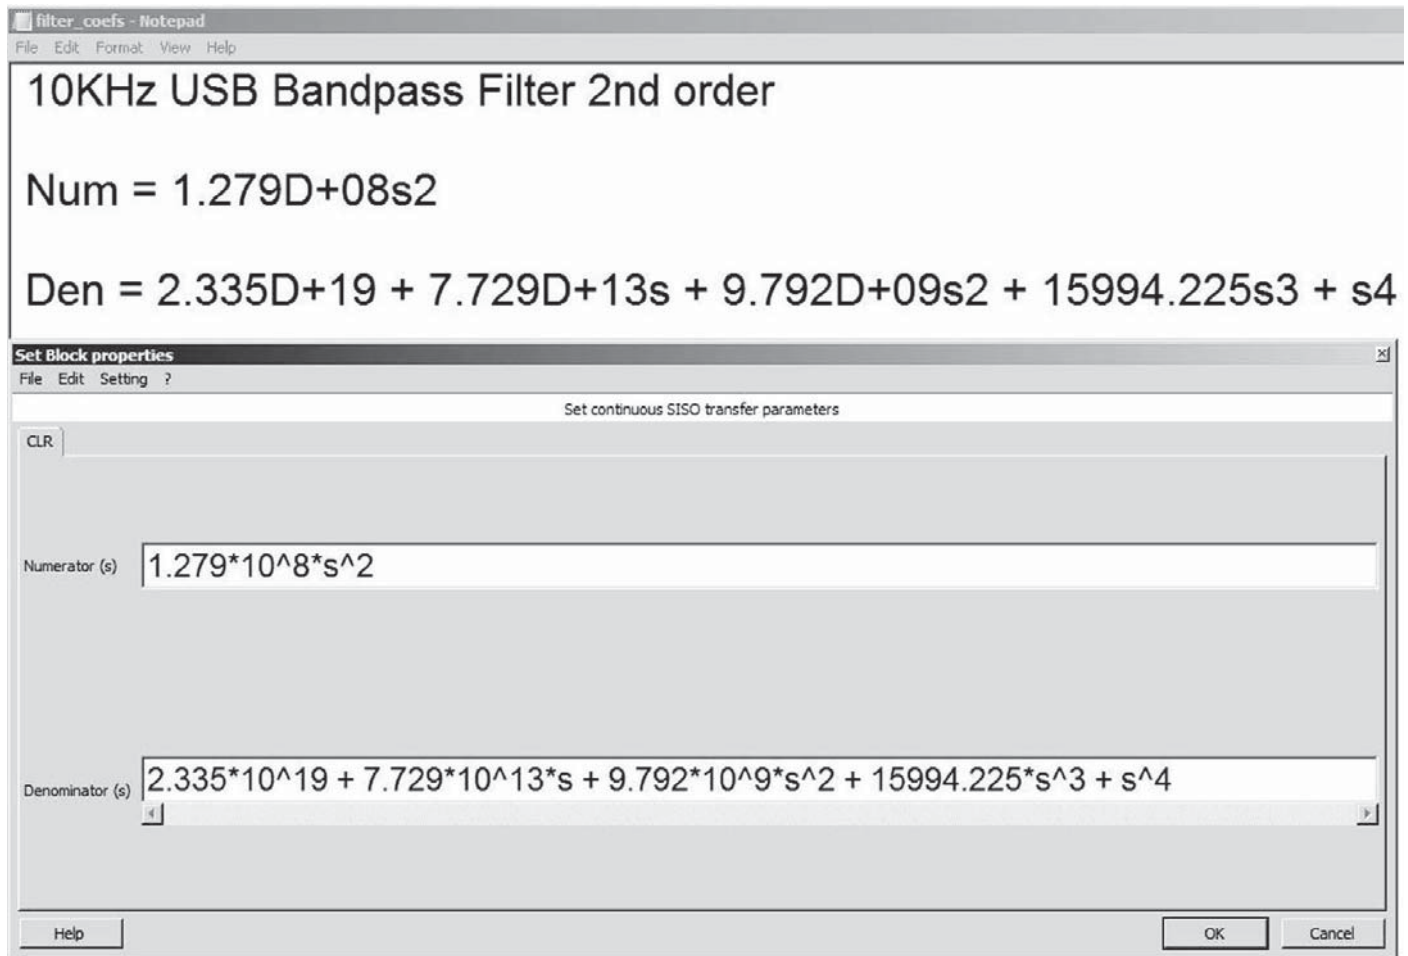 filter_coefs - Notepad
File Edit Format View Help
10KHz USB Bandpass Filter 2nd order
Num = 1.279D+08s2
Den = 2.335D+19 + 7.729D+13s + 9.792D+09s2 + 15994.225s3 + s4
Set Block properties
File Edit Setting ?
Set continuous SISO transfer parameters
CLR
Numerator (s) 1.279*10^8*s^2
Denominator (s) 2.335*10^19 + 7.729*10^13*s + 9.792*10^9*s^2 + 15994.225*s^3 + s^4
Help OK Cancel